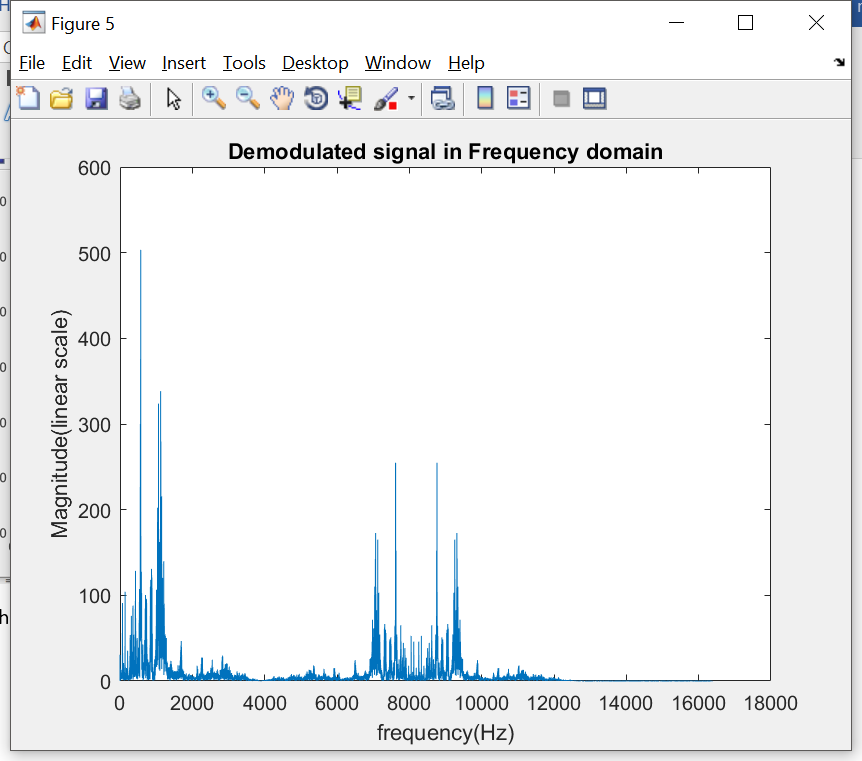 Figure 5
File Edit View Insert Tools Desktop Window Help
Demodulated signal in Frequency domain
600
500
400
300
200
100
0
Magnitude(linear scale)
0 2000 4000 6000 8000 10000 12000 14000 16000 18000
frequency(Hz)